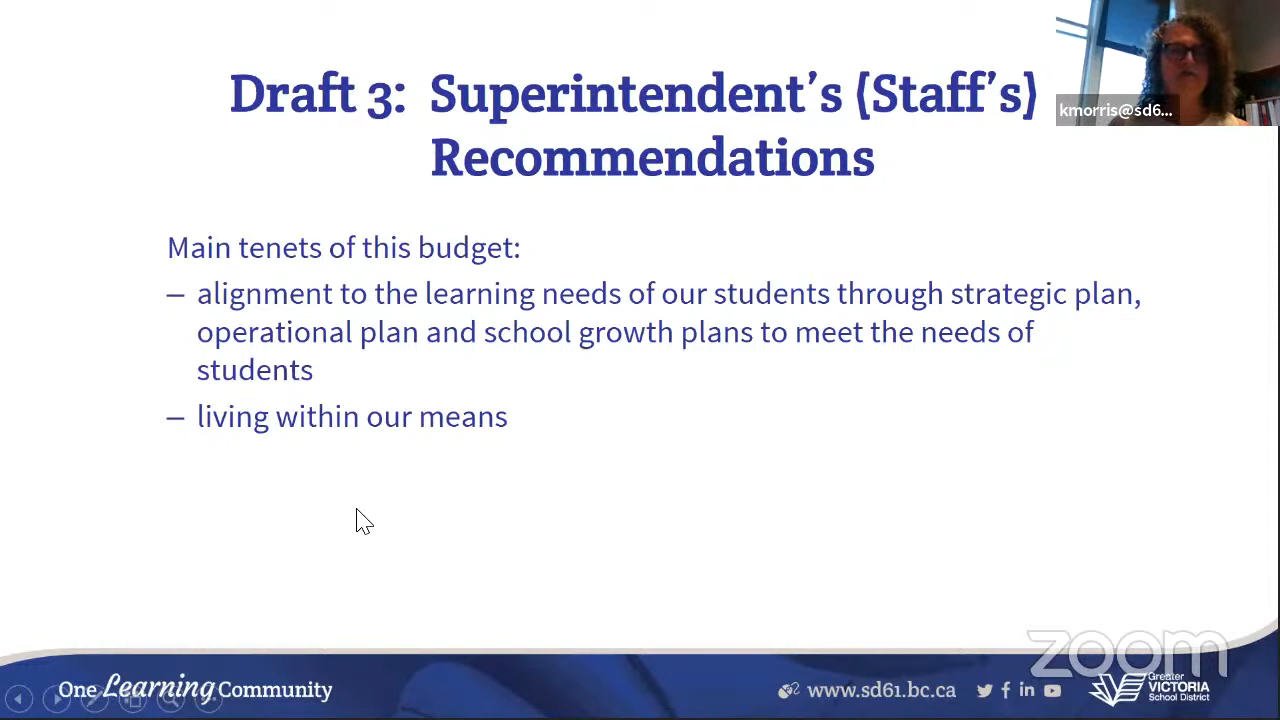 Draft 3: Superintendent's (Staff's)
Recommendations
kmorris@sd6...
Main tenets of this budget:
– alignment to the learning needs of our students through strategic plan,
operational plan and school growth plans to meet the needs of
students
– living within our means
zoom
One Learning Community
www.sd61.bc.ca
Greater
VICTORIA
School District